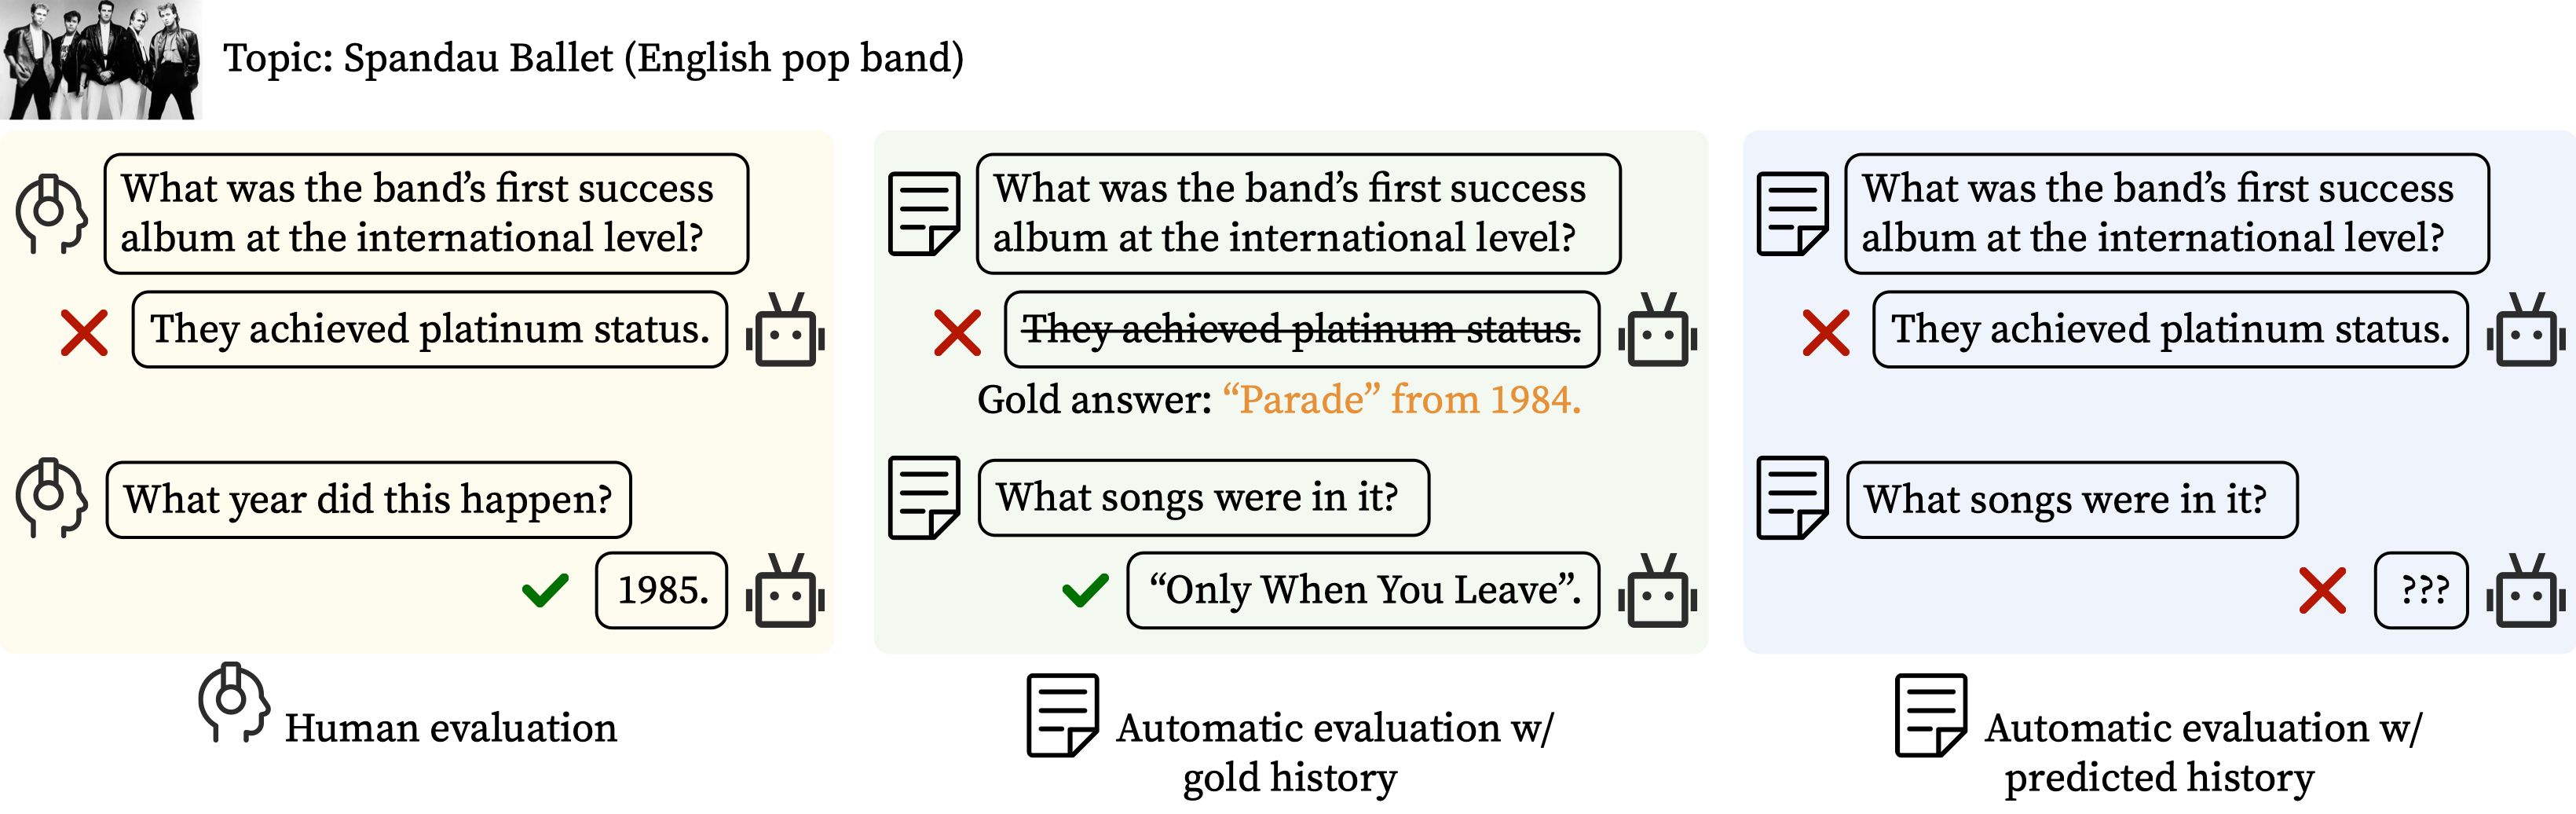 Topic: Spandau Ballet (English pop band)
What was the band’s first success
album at the international level?
They achieved platinum status.
What year did this happen?
1985.
Human evaluation
What was the band’s first success
album at the international level?
They achieved platinum status.
Gold answer: “Parade” from 1984.
What songs were in it?
“Only When You Leave”.
Automatic evaluation w/
gold history
What was the band’s first success
album at the international level?
They achieved platinum status.
What songs were in it?
???
Automatic evaluation w/
predicted history